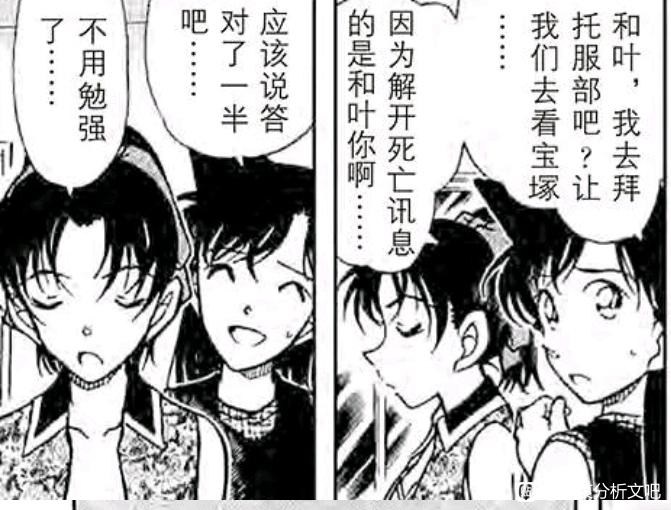 和叶，我去拜
托服部吧？让
我们去看宝塚
……
因为解开死亡讯息
的是和叶你啊……
应该说答
对了一半
吧……
不用勉强
了……
分析文吧